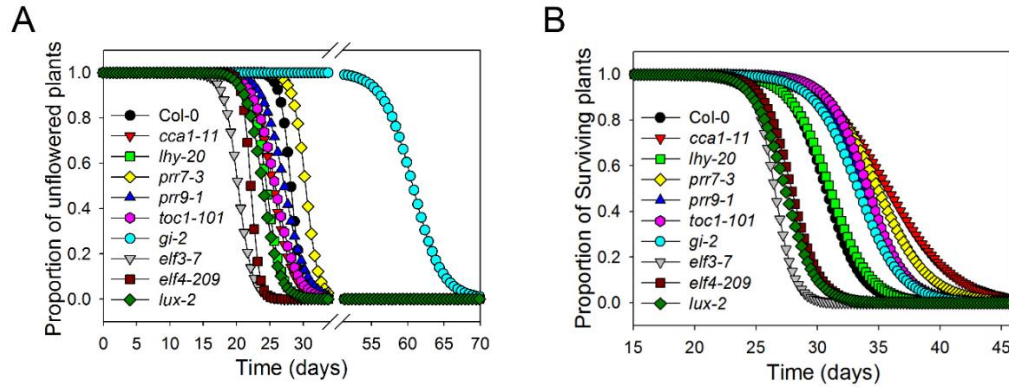 A
Proportion of unflowered plants
1.0
0.8
0.6
0.4
0.2
0.0
Col-0
cca1-11
lhy-20
prr7-3
prr9-1
toc1-101
gi-2
elf3-7
elf4-209
lux-2
0 5 10 15 20 25 30 55 60 65 70
Time (days)
B
Proportion of Surviving plants
1.0
0.8
0.6
0.4
0.2
0.0
Col-0
cca1-11
lhy-20
prr7-3
prr9-1
toc1-101
gi-2
elf3-7
elf4-209
lux-2
15 20 25 30 35 40 45
Time (days)